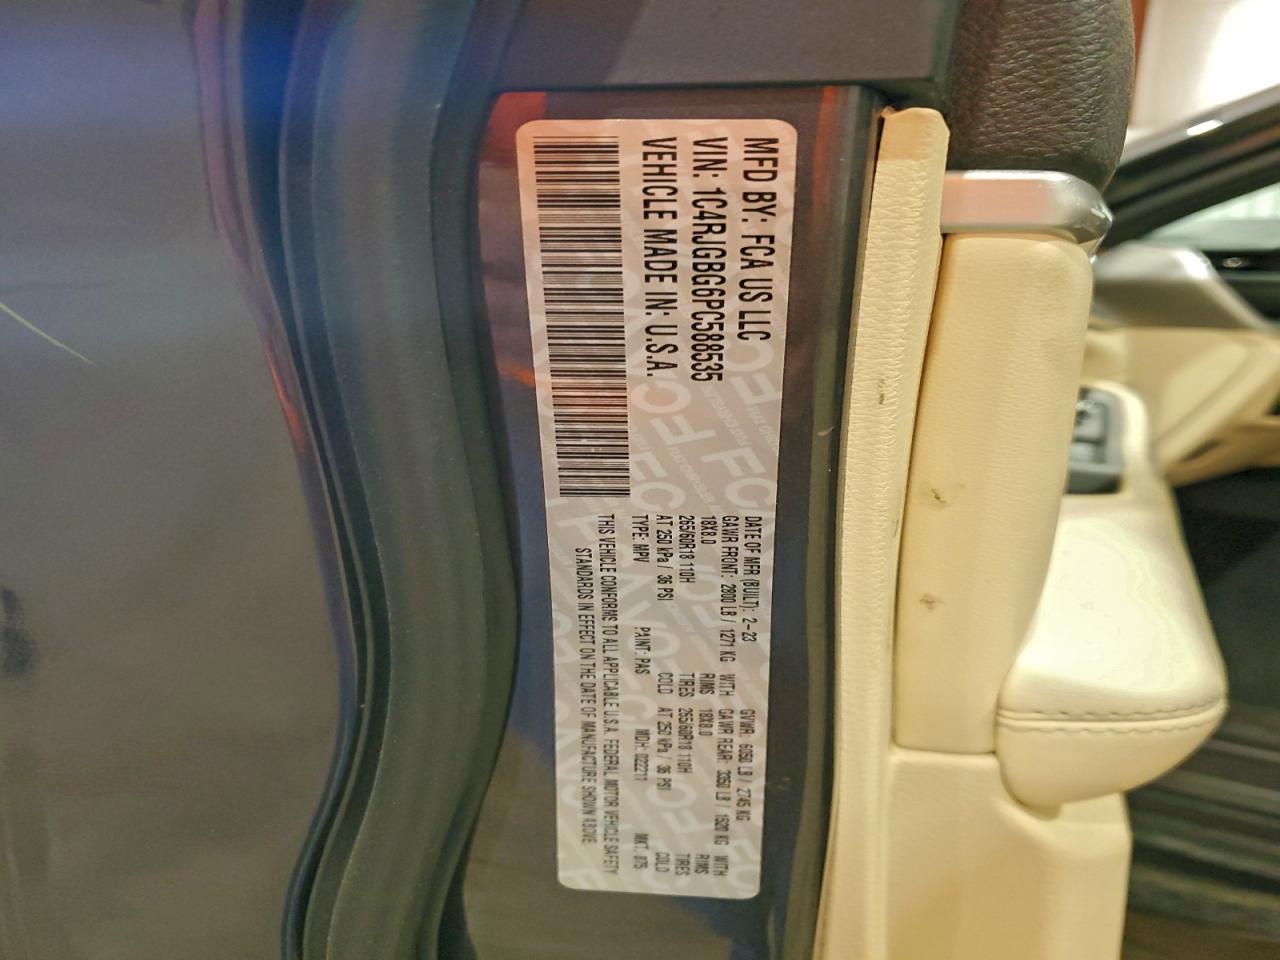 MFD BY: FCA US LLC
VIN: 1C4RJGBG6PC588535
VEHICLE MADE IN: U.S.A.
DATE OF MFR (BUILT): 2-23 GVWR: 6050 LB / 2745 KG
GAWR FRONT: 2800 LB / 1271 KG WITH GAWR REAR: 3350 LB / 1520 KG WITH
18X8.0 RIMS 18X8.0 RIMS
265/60R18 110H TIRES 265/60R18 110H TIRES
AT 250 kPa / 36 PSI COLD AT 250 kPa / 36 PSI COLD
TYPE: MPV PAINT: PAS MDH: 022211 MKT: 875
THIS VEHICLE CONFORMS TO ALL APPLICABLE U.S.A. FEDERAL MOTOR VEHICLE SAFETY
STANDARDS IN EFFECT ON THE DATE OF MANUFACTURE SHOWN ABOVE.